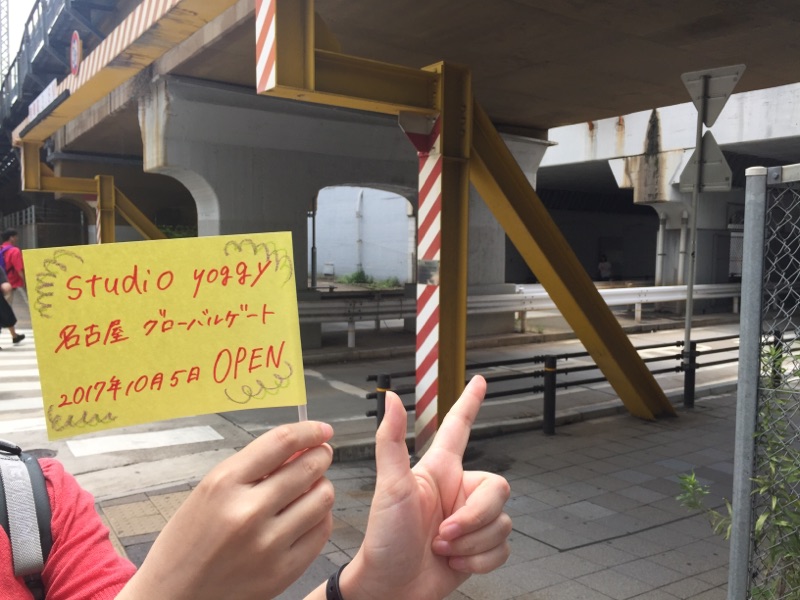 studio yoggy
名古屋 グローバルゲート
2017年10月5日 OPEN